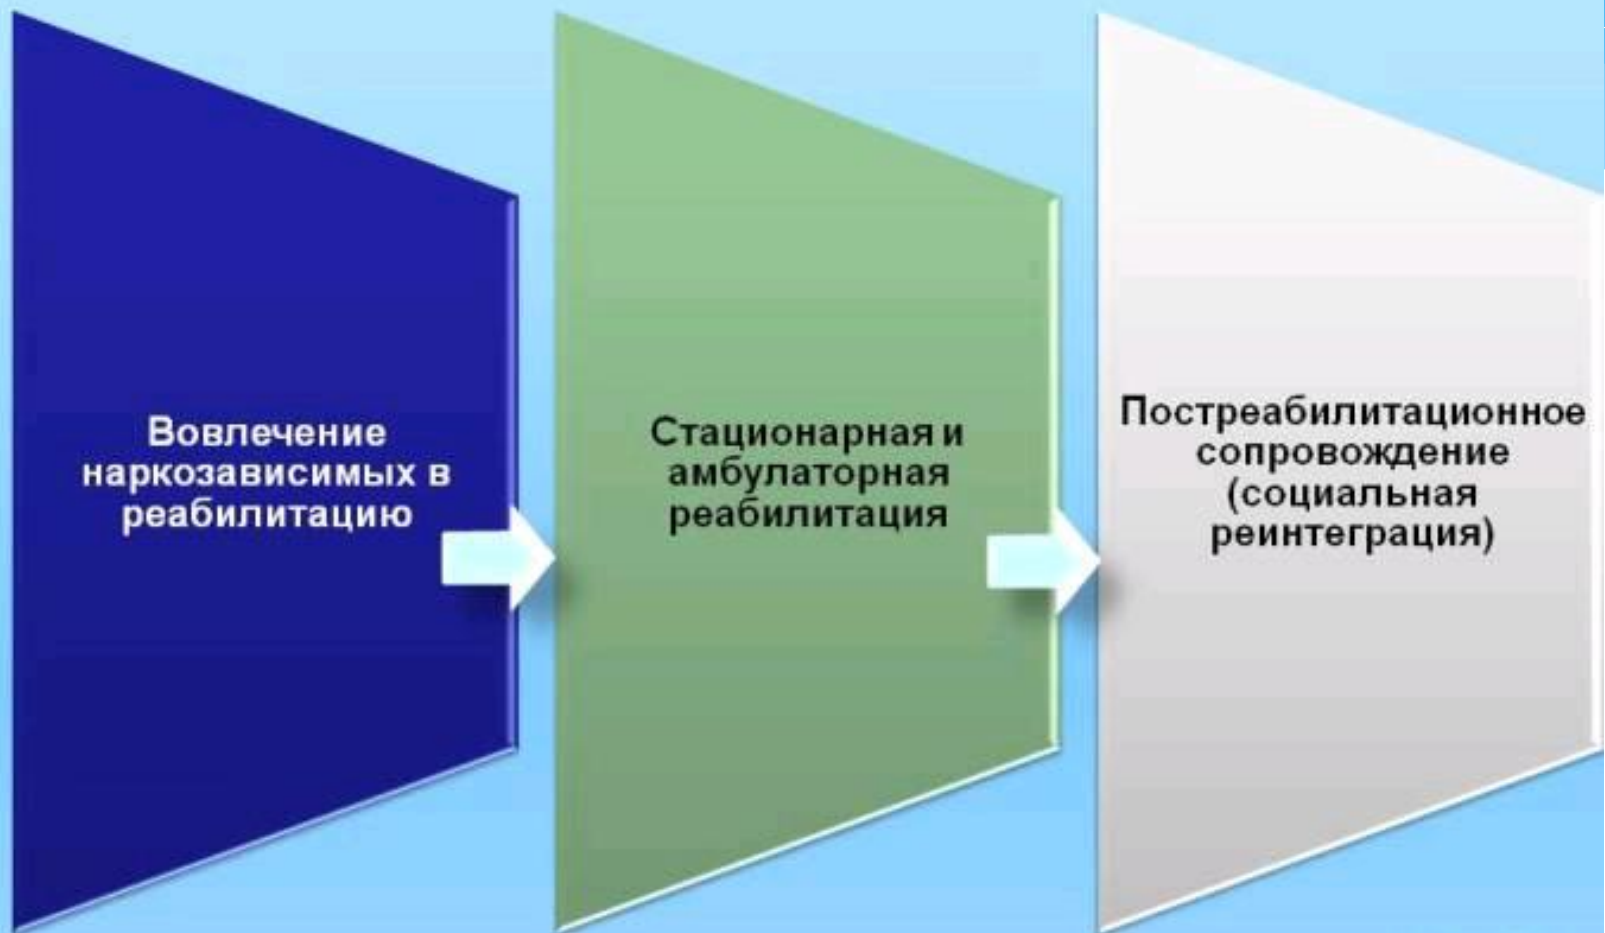 Вовлечение
наркозависимых в
реабилитацию
Стационарная и
амбулаторная
реабилитация
Постреабилитационное
сопровождение
(социальная
реинтеграция)